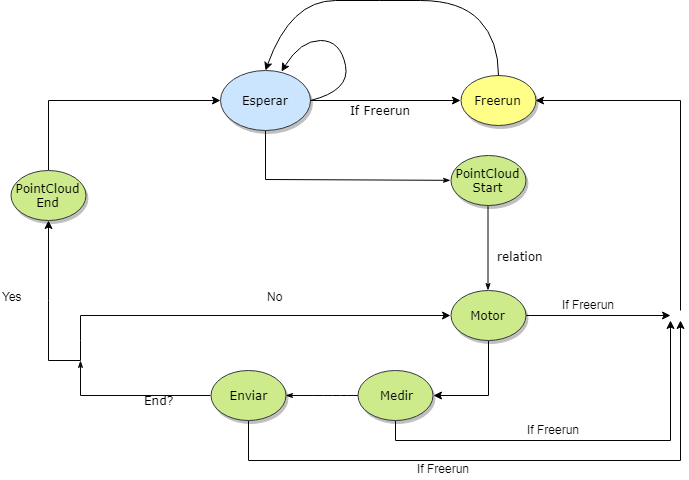 Esperar
If Freerun
Freerun
PointCloud
Start
PointCloud
End
relation
Yes
No
Motor
If Freerun
End?
Enviar
Medir
If Freerun
If Freerun